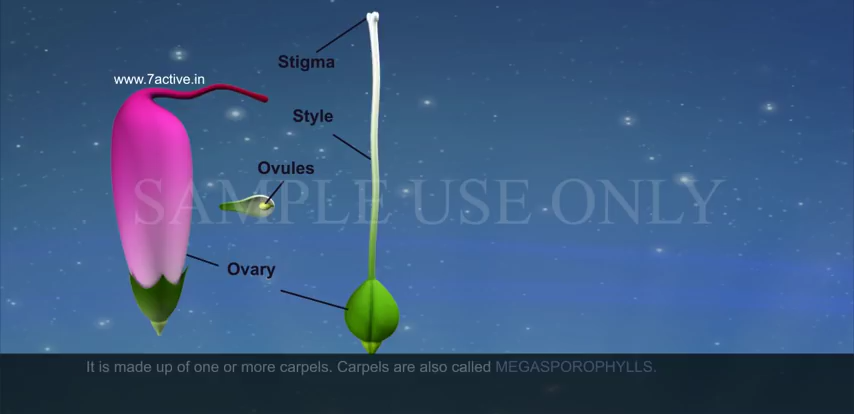 Stigma
www.7active.in
Style
Ovules
SAMPLE USE ONLY
Ovary
It is made up of one or more carpels. Carpels are also called MEGASPOROPHYLLS.